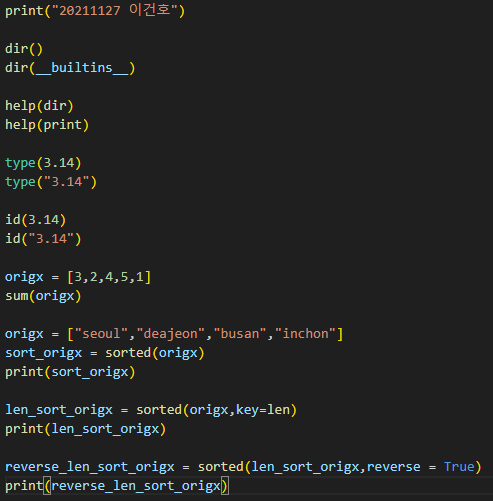 print("20211127 이건호")
dir()
dir(__builtins__)
help(dir)
help(print)
type(3.14)
type("3.14")
id(3.14)
id("3.14")
origx = [3,2,4,5,1]
sum(origx)
origx = ["seoul","deajeon","busan","inchon"]
sort_origx = sorted(origx)
print(sort_origx)
len_sort_origx = sorted(origx,key=len)
print(len_sort_origx)
reverse_len_sort_origx = sorted(len_sort_origx,reverse = True)
print(reverse_len_sort_origx)